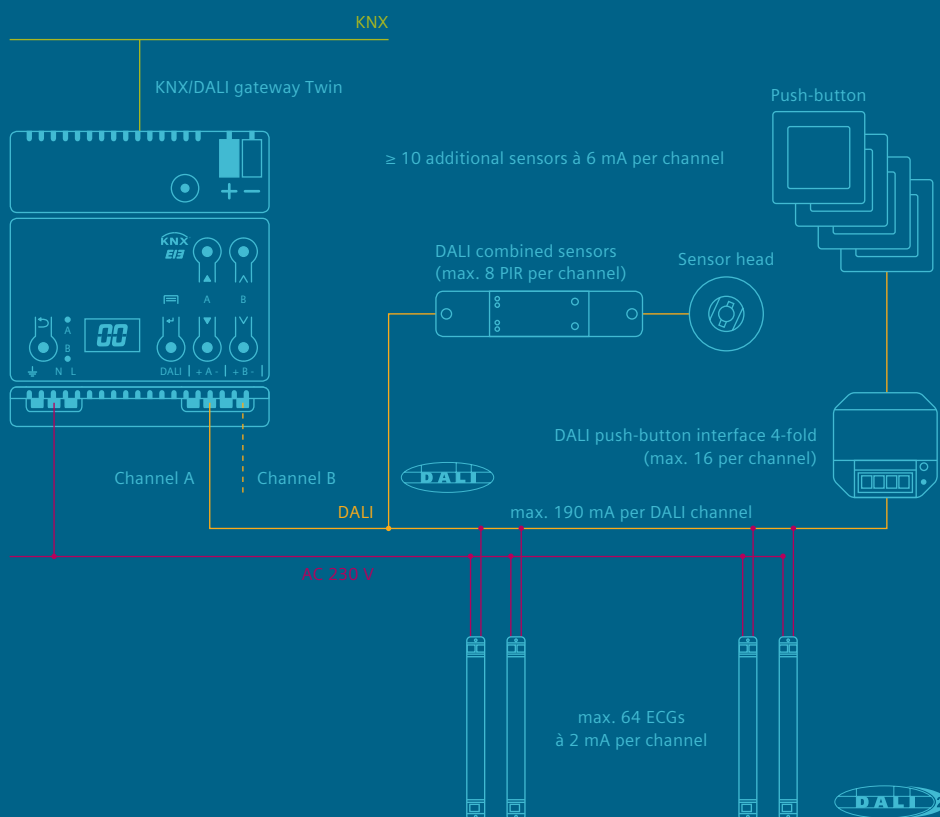 KNX
KNX/DALI gateway Twin
Push-button
≥ 10 additional sensors à 6 mA per channel
+ −
KNX
EIB
DALI combined sensors
(max. 8 PIR per channel)
Sensor head
A B
A
B
00
N L DALI + A - + B -
DALI push-button interface 4-fold
(max. 16 per channel)
Channel A
Channel B
DALI
DALI
max. 190 mA per DALI channel
AC 230 V
max. 64 ECGs
à 2 mA per channel
DALI